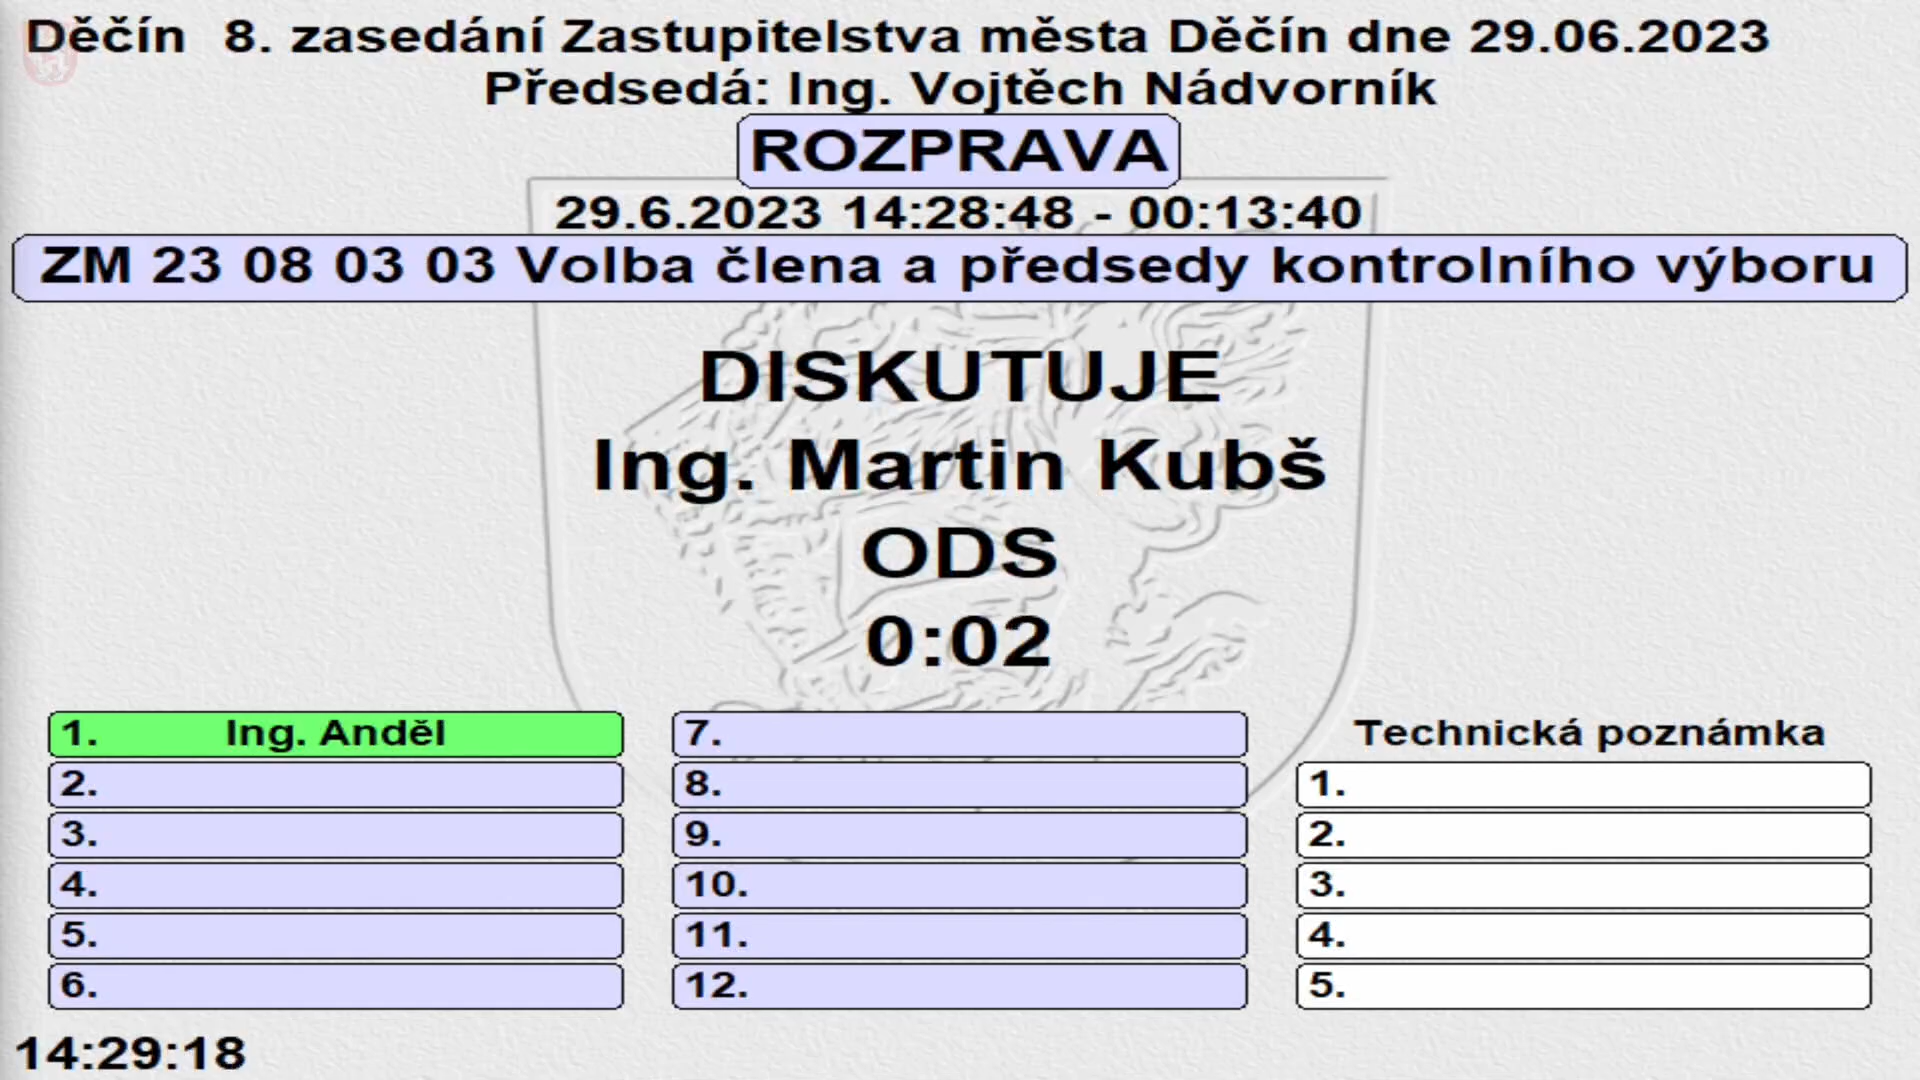 Děčín 8. zasedání Zastupitelstva města Děčín dne 29.06.2023
Předsedá: Ing. Vojtěch Nádvorník
ROZPRAVA
29.6.2023 14:28:48 - 00:13:40
ZM 23 08 03 03 Volba člena a předsedy kontrolního výboru
DISKUTUJE
Ing. Martin Kubš
ODS
0:02
1. Ing. Anděl
2.
3.
4.
5.
6.
7.
8.
9.
10.
11.
12.
Technická poznámka
1.
2.
3.
4.
5.
14:29:18